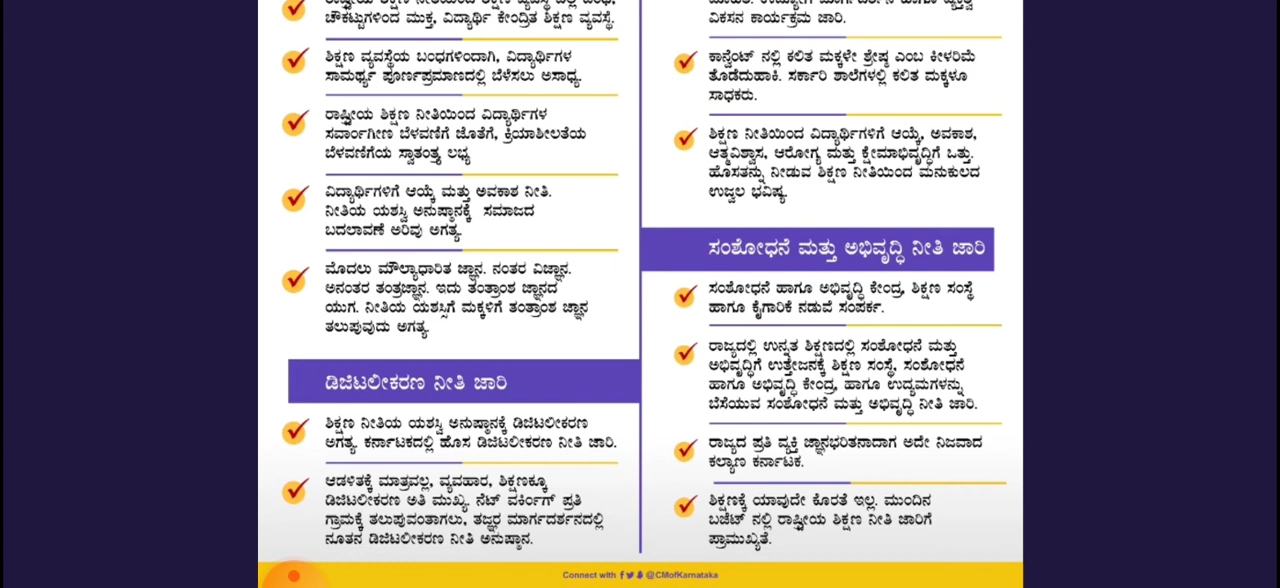 ಚೌಕಟ್ಟುಗಳಿಂದ ಮುಕ್ತ, ವಿದ್ಯಾರ್ಥಿ ಕೇಂದ್ರಿತ ಶಿಕ್ಷಣ ವ್ಯವಸ್ಥೆ.
ಶಿಕ್ಷಣ ವ್ಯವಸ್ಥೆಯ ಬಂಧಗಳಿಂದಾಗಿ, ವಿದ್ಯಾರ್ಥಿಗಳ
ಸಾಮರ್ಥ್ಯ ಪೂರ್ಣಪ್ರಮಾಣದಲ್ಲಿ ಬೆಳೆಸಲು ಅಸಾಧ್ಯ.
ರಾಷ್ಟ್ರೀಯ ಶಿಕ್ಷಣ ನೀತಿಯಿಂದ ವಿದ್ಯಾರ್ಥಿಗಳ
ಸರ್ವಾಂಗೀಣ ಬೆಳವಣಿಗೆ ಜೊತೆಗೆ, ಕ್ರಿಯಾಶೀಲತೆಯ
ಬೆಳವಣಿಗೆಯ ಸ್ವಾತಂತ್ರ್ಯ ಲಭ್ಯ
ವಿದ್ಯಾರ್ಥಿಗಳಿಗೆ ಆಯ್ಕೆ ಮತ್ತು ಅವಕಾಶ ನೀತಿ.
ನೀತಿಯ ಯಶಸ್ವಿ ಅನುಷ್ಠಾನಕ್ಕೆ ಸಮಾಜದ
ಬದಲಾವಣೆ ಅರಿವು ಅಗತ್ಯ.
ಮೊದಲು ಮೌಲ್ಯಾಧಾರಿತ ಜ್ಞಾನ. ನಂತರ ವಿಜ್ಞಾನ.
ಅನಂತರ ತಂತ್ರಜ್ಞಾನ. ಇದು ತಂತ್ರಾಂಶ ಜ್ಞಾನದ
ಯುಗ. ನೀತಿಯ ಯಶಸ್ಸಿಗೆ ಮಕ್ಕಳಿಗೆ ತಂತ್ರಾಂಶ ಜ್ಞಾನ
ತಲುಪುವುದು ಅಗತ್ಯ.
ಡಿಜಿಟಲೀಕರಣ ನೀತಿ ಜಾರಿ
ಶಿಕ್ಷಣ ನೀತಿಯ ಯಶಸ್ವಿ ಅನುಷ್ಠಾನಕ್ಕೆ ಡಿಜಿಟಲೀಕರಣ
ಅಗತ್ಯ. ಕರ್ನಾಟಕದಲ್ಲಿ ಹೊಸ ಡಿಜಿಟಲೀಕರಣ ನೀತಿ ಜಾರಿ.
ಆಡಳಿತಕ್ಕೆ ಮಾತ್ರವಲ್ಲ, ವ್ಯವಹಾರ, ಶಿಕ್ಷಣಕ್ಕೂ
ಡಿಜಿಟಲೀಕರಣ ಅತಿ ಮುಖ್ಯ. ನೆಟ್ ವರ್ಕಿಂಗ್ ಪ್ರತಿ
ಗ್ರಾಮಕ್ಕೆ ತಲುಪುವಂತಾಗಲು, ತಜ್ಞರ ಮಾರ್ಗದರ್ಶನದಲ್ಲಿ
ನೂತನ ಡಿಜಿಟಲೀಕರಣ ನೀತಿ ಅನುಷ್ಠಾನ.
ವಿಕಸನ ಕಾರ್ಯಕ್ರಮ ಜಾರಿ.
ಕಾನ್ವೆಂಟ್ ನಲ್ಲಿ ಕಲಿತ ಮಕ್ಕಳೇ ಶ್ರೇಷ್ಠ ಎಂಬ ಕೀಳರಿಮೆ
ತೊಡೆದುಹಾಕಿ. ಸರ್ಕಾರಿ ಶಾಲೆಗಳಲ್ಲಿ ಕಲಿತ ಮಕ್ಕಳೂ
ಸಾಧಕರು.
ಶಿಕ್ಷಣ ನೀತಿಯಿಂದ ವಿದ್ಯಾರ್ಥಿಗಳಿಗೆ ಆಯ್ಕೆ, ಅವಕಾಶ,
ಆತ್ಮವಿಶ್ವಾಸ, ಆರೋಗ್ಯ ಮತ್ತು ಕ್ಷೇಮಾಭಿವೃದ್ಧಿಗೆ ಒತ್ತು.
ಹೊಸತನ್ನು ನೀಡುವ ಶಿಕ್ಷಣ ನೀತಿಯಿಂದ ಮನುಕುಲದ
ಉಜ್ವಲ ಭವಿಷ್ಯ.
ಸಂಶೋಧನೆ ಮತ್ತು ಅಭಿವೃದ್ಧಿ ನೀತಿ ಜಾರಿ
ಸಂಶೋಧನೆ ಹಾಗೂ ಅಭಿವೃದ್ಧಿ ಕೇಂದ್ರ, ಶಿಕ್ಷಣ ಸಂಸ್ಥೆ
ಹಾಗೂ ಕೈಗಾರಿಕೆ ನಡುವೆ ಸಂಪರ್ಕ.
ರಾಜ್ಯದಲ್ಲಿ ಉನ್ನತ ಶಿಕ್ಷಣದಲ್ಲಿ ಸಂಶೋಧನೆ ಮತ್ತು
ಅಭಿವೃದ್ಧಿಗೆ ಉತ್ತೇಜನಕ್ಕೆ ಶಿಕ್ಷಣ ಸಂಸ್ಥೆ, ಸಂಶೋಧನೆ
ಹಾಗೂ ಅಭಿವೃದ್ಧಿ ಕೇಂದ್ರ, ಹಾಗೂ ಉದ್ಯಮಗಳನ್ನು
ಬೆಸೆಯುವ ಸಂಶೋಧನೆ ಮತ್ತು ಅಭಿವೃದ್ಧಿ ನೀತಿ ಜಾರಿ.
ರಾಜ್ಯದ ಪ್ರತಿ ವ್ಯಕ್ತಿ ಜ್ಞಾನಭರಿತನಾದಾಗ ಅದೇ ನಿಜವಾದ
ಕಲ್ಯಾಣ ಕರ್ನಾಟಕ.
ಶಿಕ್ಷಣಕ್ಕೆ ಯಾವುದೇ ಕೊರತೆ ಇಲ್ಲ. ಮುಂದಿನ
ಬಜೆಟ್ ನಲ್ಲಿ ರಾಷ್ಟ್ರೀಯ ಶಿಕ್ಷಣ ನೀತಿ ಜಾರಿಗೆ
ಪ್ರಾಮುಖ್ಯತೆ.
Connect with @CMofKarnataka